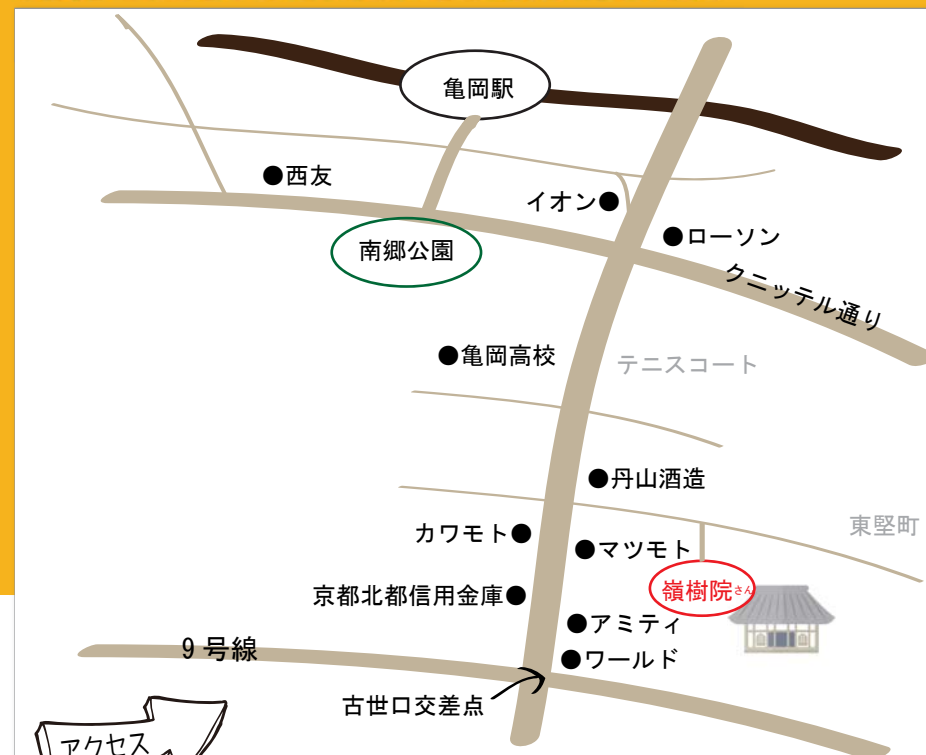 亀岡駅
●西友
イオン●
●ローソン
南郷公園
クニッテル通り
●亀岡高校
テニスコート
●丹山酒造
東竪町
カワモト●
●マツモト
嶺樹院さん
京都北都信用金庫●
●アミティ
9号線
●ワールド
古世口交差点
アクセス